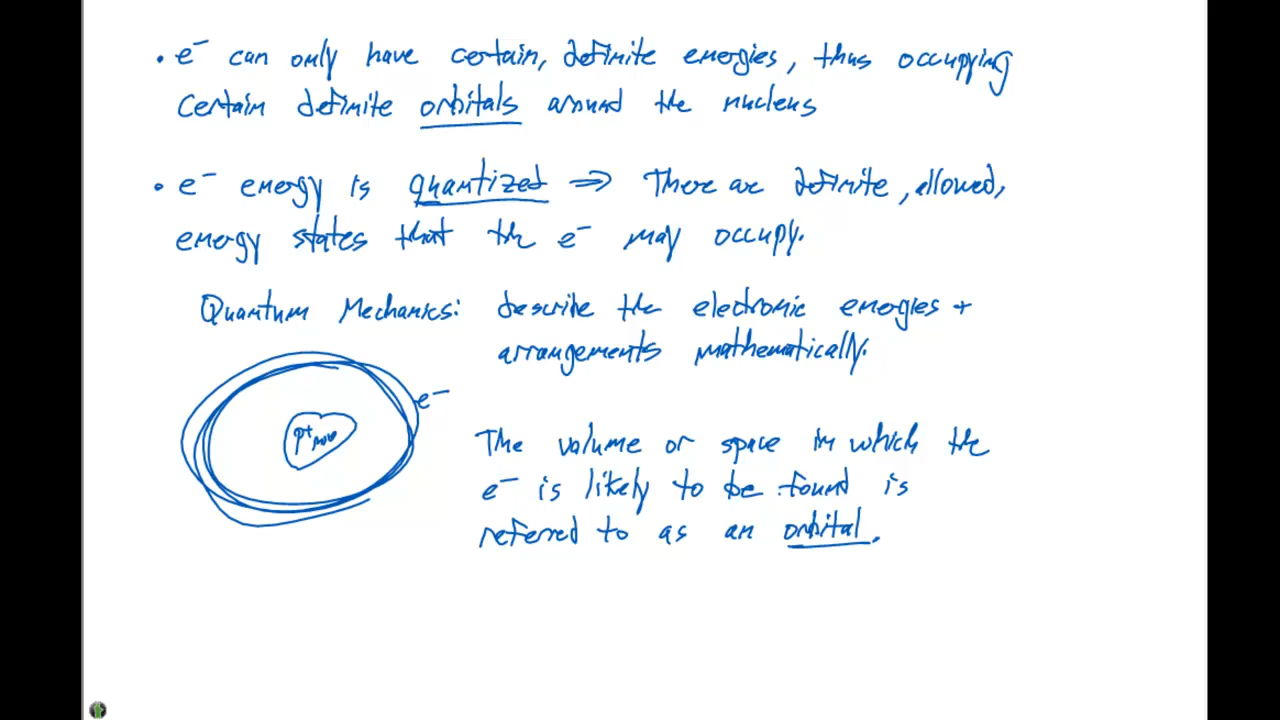 • e⁻ can only have certain, definite energies, thus occupying
certain definite orbitals around the nucleus
• e⁻ energy is quantized ⇒ There are definite, allowed,
energy states that the e⁻ may occupy.
Quantum Mechanics: describe the electronic energies +
arrangements mathematically.
e⁻
p⁺
The volume or space in which the
e⁻ is likely to be found is
referred to as an orbital.